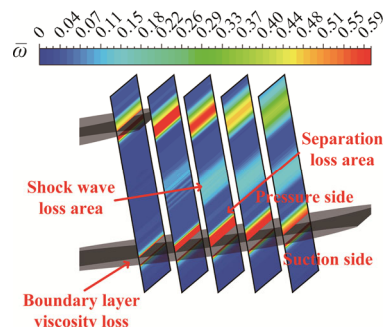 0 0.04 0.07 0.11 0.15 0.18 0.22 0.26 0.29 0.33 0.37 0.40 0.44 0.48 0.51 0.55 0.59
ω̅
Separation
loss area
Shock wave
loss area
Pressure side
Suction side
Boundary layer
viscosity loss